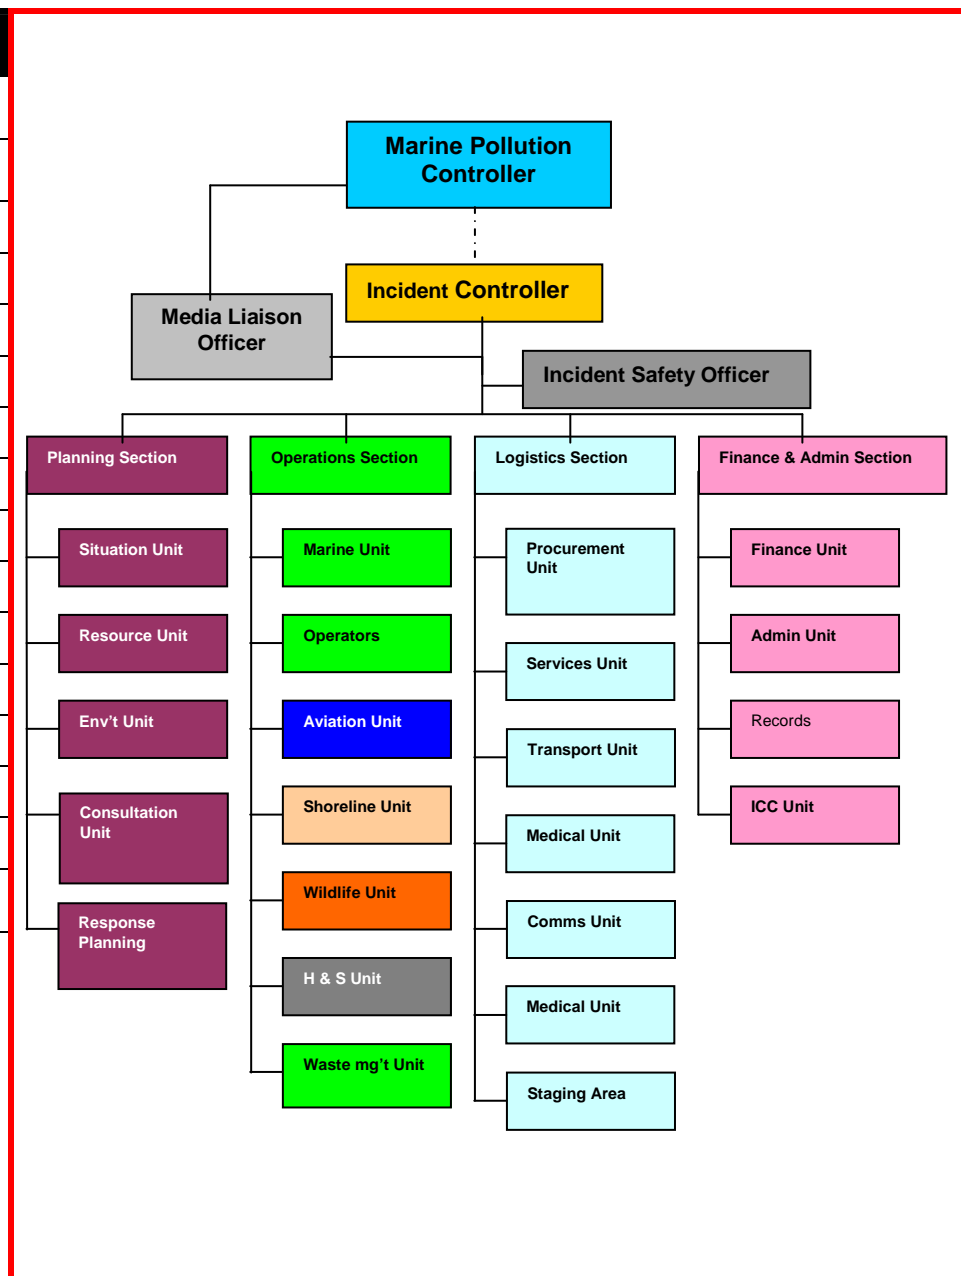 Marine Pollution
Controller
Incident Controller
Media Liaison
Officer
Incident Safety Officer
Planning Section
Operations Section
Logistics Section
Finance & Admin Section
Situation Unit
Resource Unit
Env't Unit
Consultation
Unit
Response
Planning
Marine Unit
Operators
Aviation Unit
Shoreline Unit
Wildlife Unit
H & S Unit
Waste mg't Unit
Procurement
Unit
Services Unit
Transport Unit
Medical Unit
Comms Unit
Medical Unit
Staging Area
Finance Unit
Admin Unit
Records
ICC Unit